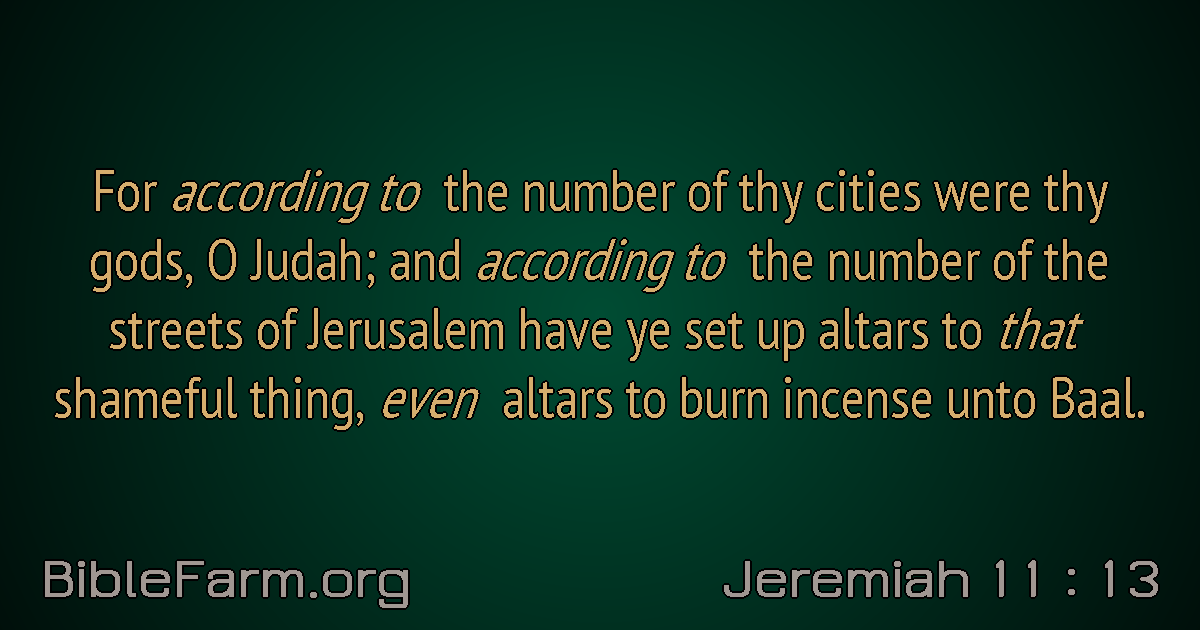 For according to the number of thy cities were thy
gods, O Judah; and according to the number of the
streets of Jerusalem have ye set up altars to that
shameful thing, even altars to burn incense unto Baal.
BibleFarm.org
Jeremiah 11 : 13